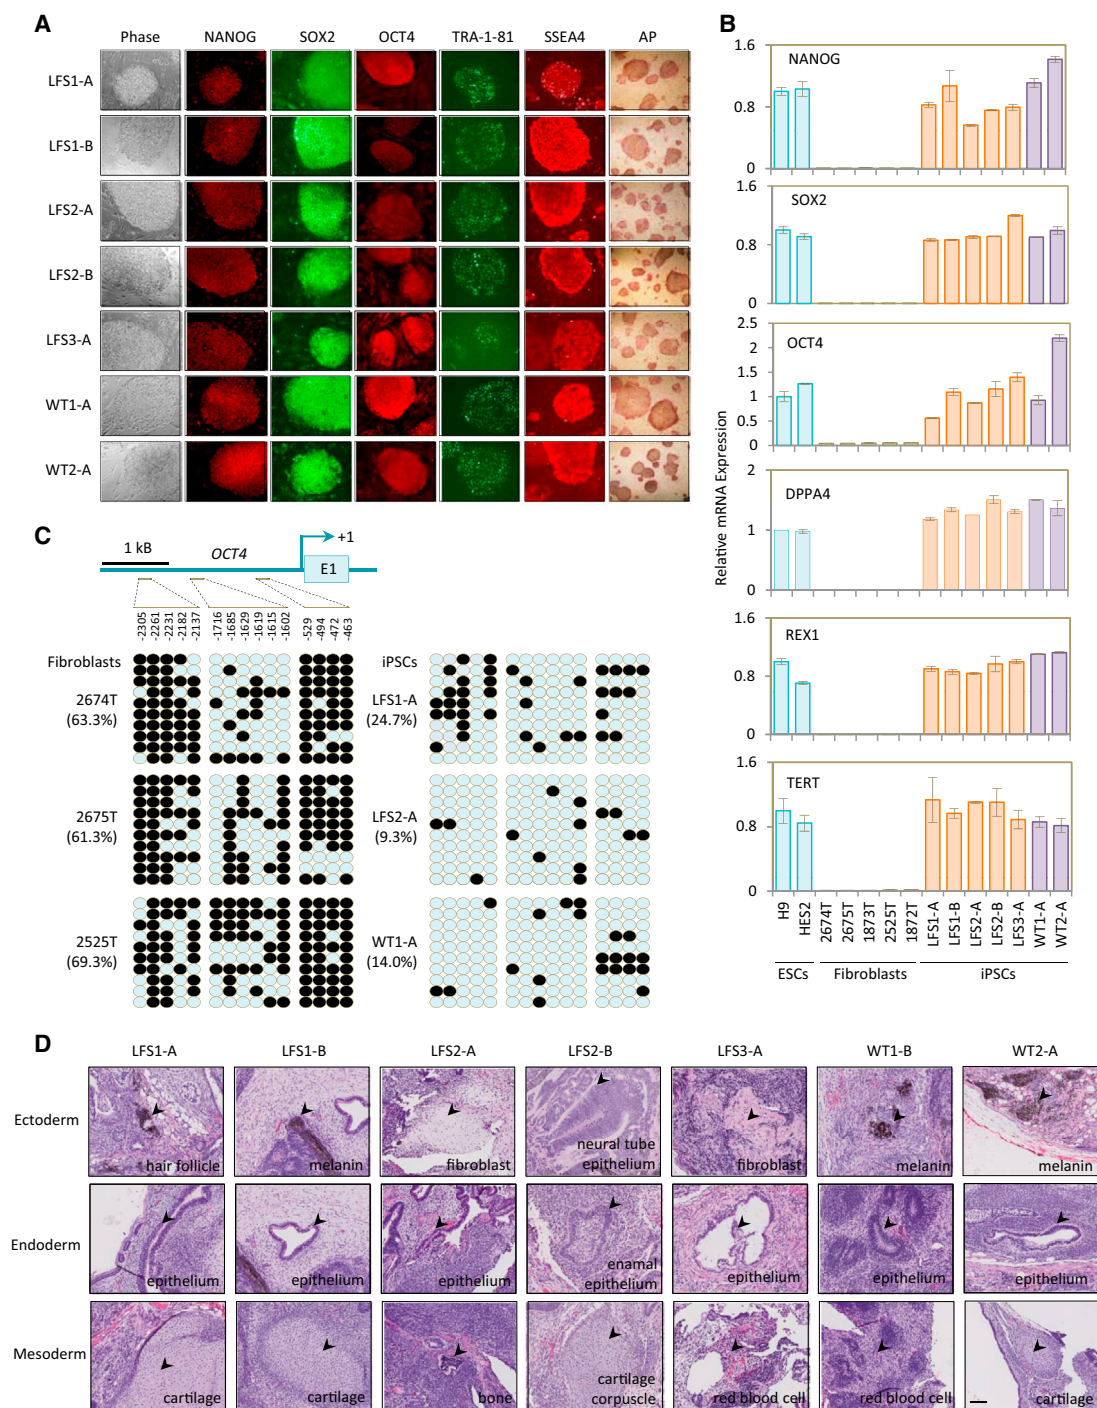 A
Phase NANOG SOX2 OCT4 TRA-1-81 SSEA4 AP
LFS1-A
LFS1-B
LFS2-A
LFS2-B
LFS3-A
WT1-A
WT2-A
B
Relative mRNA Expression
NANOG
1.6
0.8
0
SOX2
1.6
0.8
0
OCT4
2.5
2
1.5
1
0.5
0
DPPA4
2
1
0
REX1
1.6
0.8
0
TERT
1.6
0.8
0
H9 HES2 2674T 2675T 1873T 2525T 1872T LFS1-A LFS1-B LFS2-A LFS2-B LFS3-A WT1-A WT2-A
ESCs Fibroblasts iPSCs
C
1 kB OCT4 +1
E1
-2305 -2261 -2231 -2182 -2137 -1716 -1685 -1629 -1619 -1615 -1602 -529 -494 -472 -463
Fibroblasts
2674T
(63.3%)
2675T
(61.3%)
2525T
(69.3%)
iPSCs
LFS1-A
(24.7%)
LFS2-A
(9.3%)
WT1-A
(14.0%)
D
LFS1-A LFS1-B LFS2-A LFS2-B LFS3-A WT1-B WT2-A
Ectoderm
hair follicle
melanin
fibroblast
neural tube
epithelium
fibroblast
melanin
melanin
Endoderm
epithelium
epithelium
epithelium
enamal
epithelium
epithelium
epithelium
epithelium
Mesoderm
cartilage
cartilage
bone
cartilage
corpuscle
red blood cell
red blood cell
cartilage